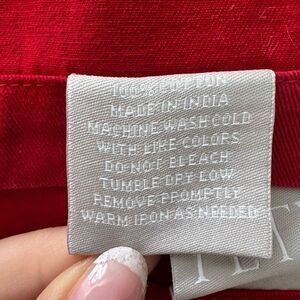 100% COTTON
MADE IN INDIA
MACHINE WASH COLD
WITH LIKE COLORS
DO NOT BLEACH
TUMBLE DRY LOW
REMOVE PROMPTLY
WARM IRON AS NEEDED